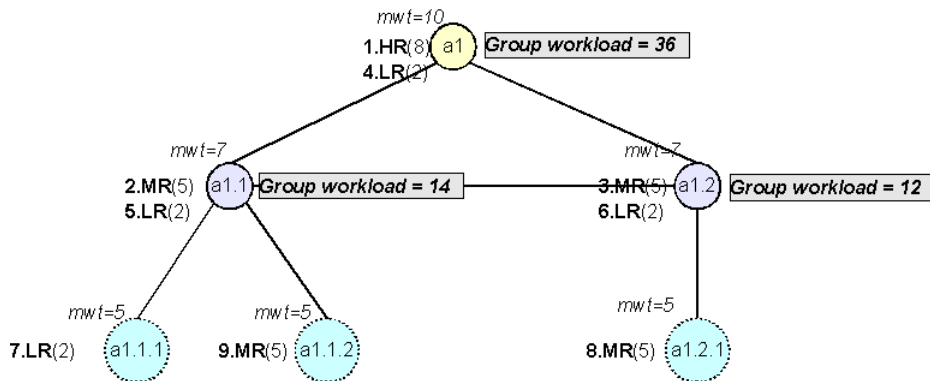 mwt=10
1.HR(8) a1 Group workload = 36
4.LR(2)
mwt=7 mwt=7
2.MR(5) a1.1 Group workload = 14 3.MR(5) a1.2 Group workload = 12
5.LR(2) 6.LR(2)
mwt=5 mwt=5 mwt=5
7.LR(2) a1.1.1 9.MR(5) a1.1.2 8.MR(5) a1.2.1